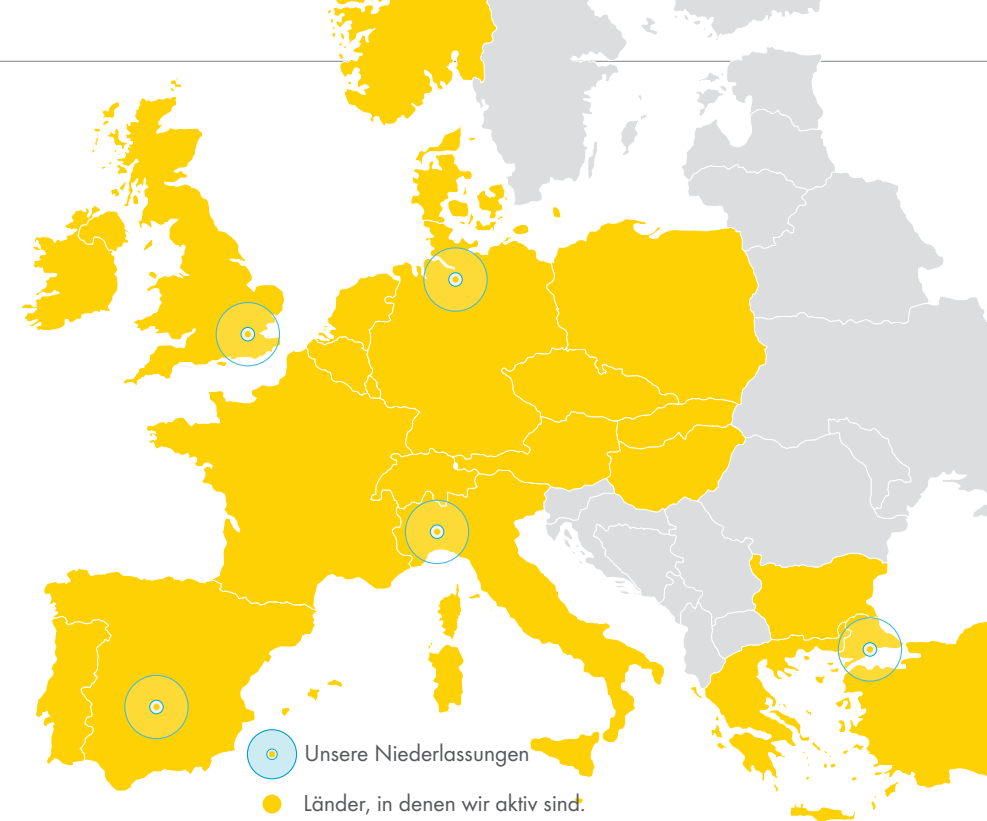 Unsere Niederlassungen
Länder, in denen wir aktiv sind.